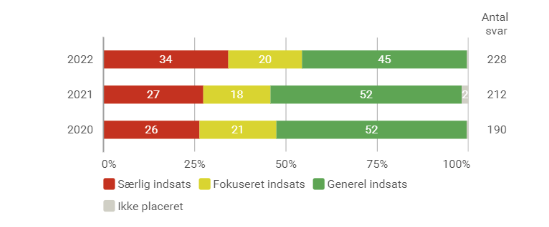 Antal
svar
2022 34 20 45 228
2021 27 18 52 2 212
2020 26 21 52 190
0% 25% 50% 75% 100%
Særlig indsats Fokuseret indsats Generel indsats
Ikke placeret